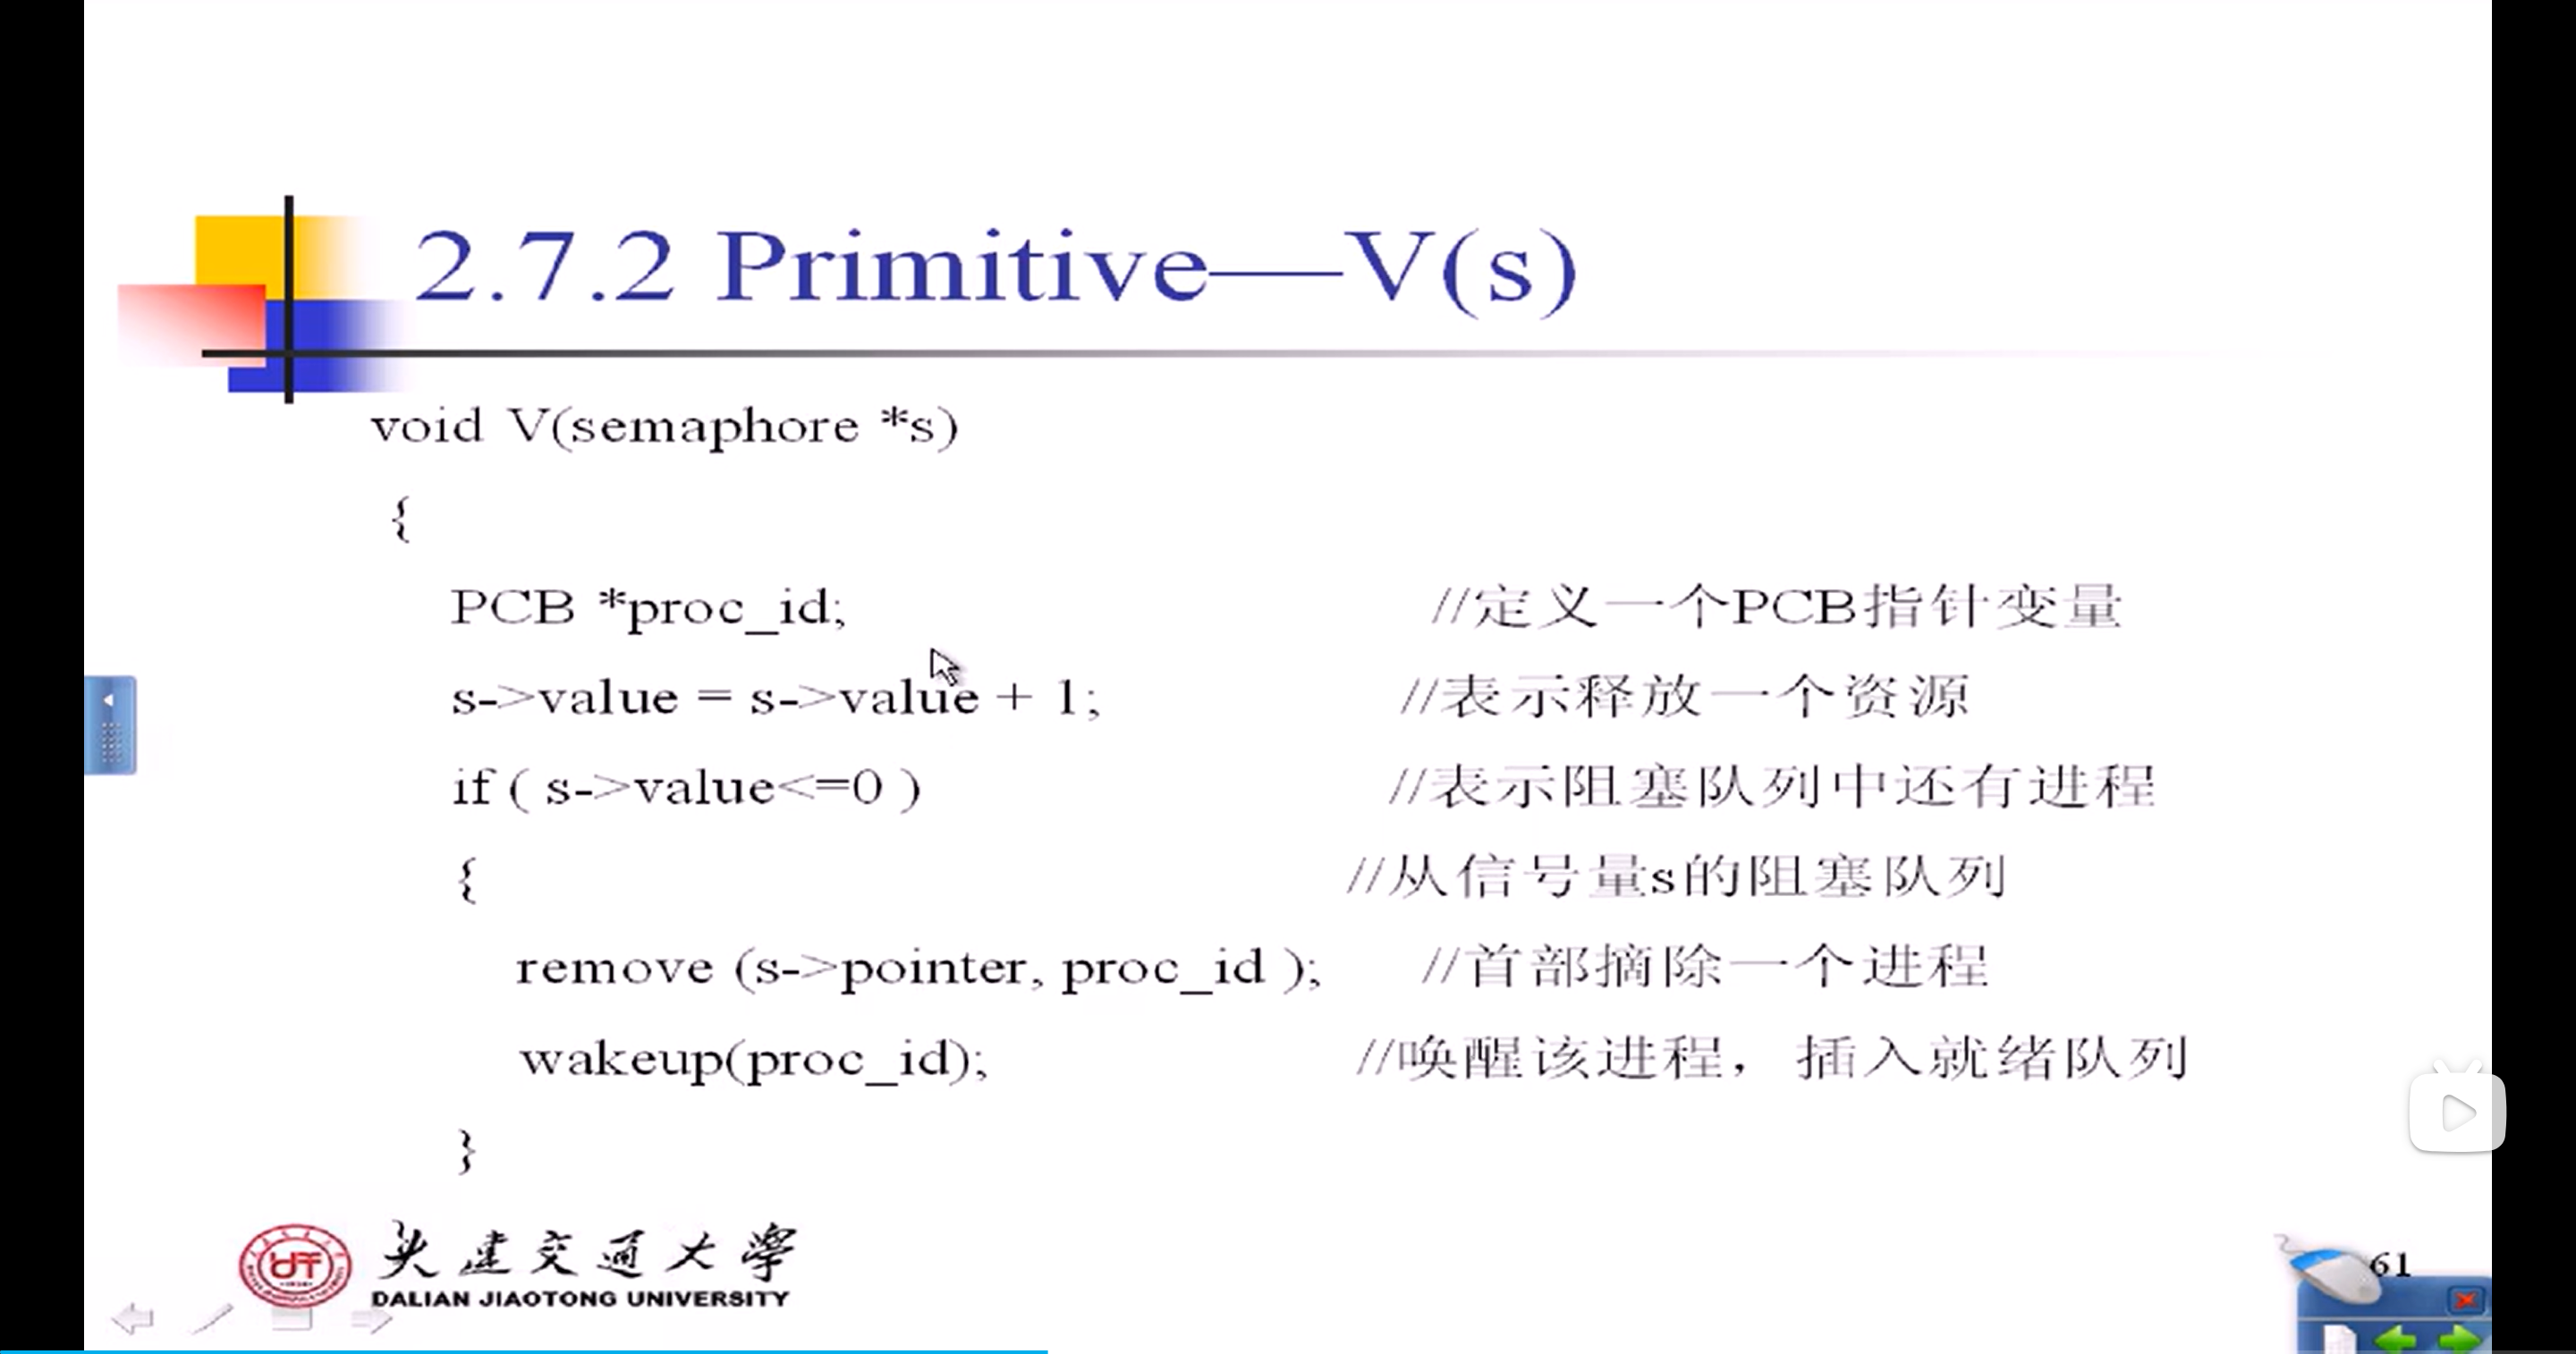 2.7.2 Primitive—V(s)
void V(semaphore *s)
{
PCB *proc_id; //定义一个PCB指针变量
s->value = s->value + 1; //表示释放一个资源
if ( s->value<=0 ) //表示阻塞队列中还有进程
{ //从信号量s的阻塞队列
remove (s->pointer, proc_id ); //首部摘除一个进程
wakeup(proc_id); //唤醒该进程，插入就绪队列
}
大连交通大学
DALIAN JIAOTONG UNIVERSITY
61